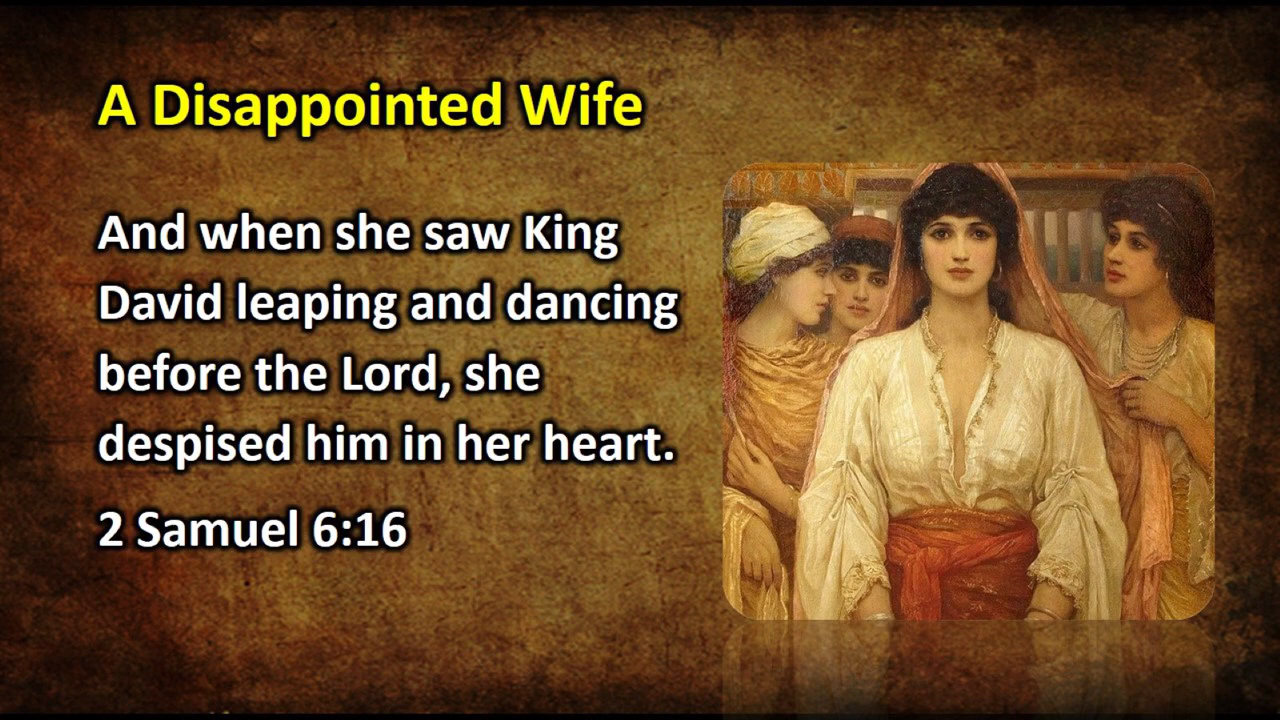 A Disappointed Wife
And when she saw King
David leaping and dancing
before the Lord, she
despised him in her heart.
2 Samuel 6:16